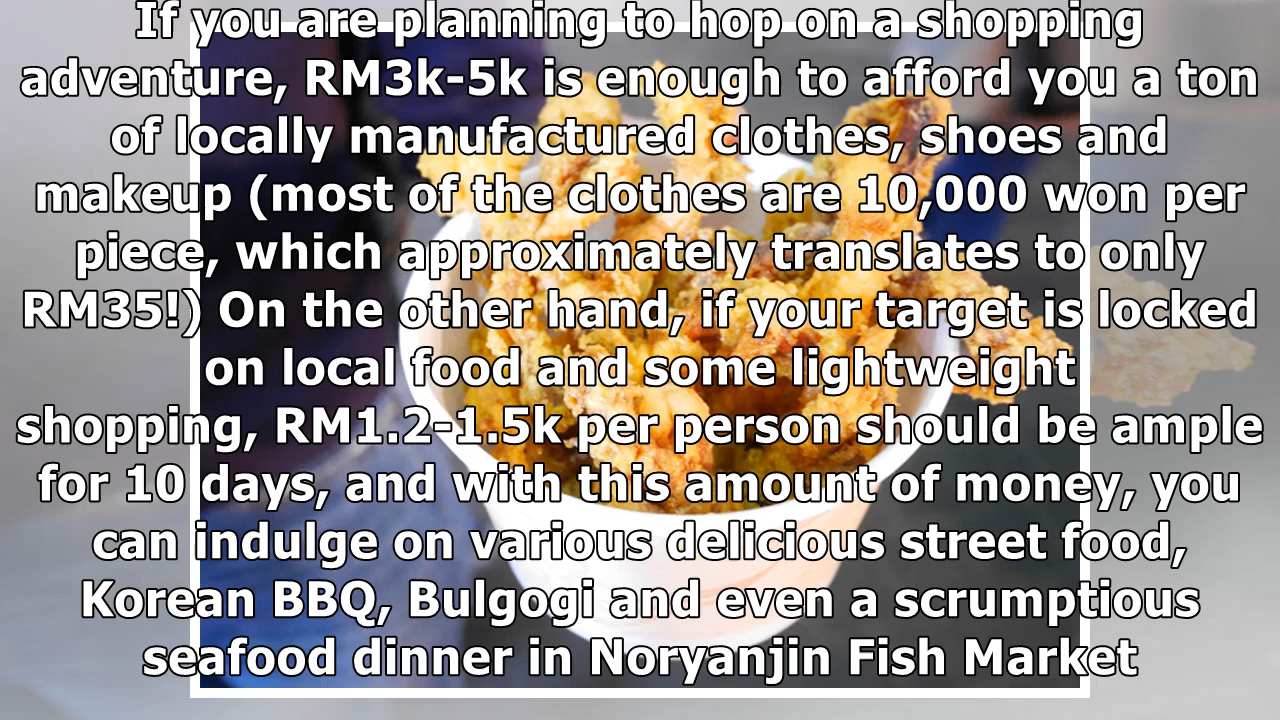 If you are planning to hop on a shopping
adventure, RM3k-5k is enough to afford you a ton
of locally manufactured clothes, shoes and
makeup (most of the clothes are 10,000 won per
piece, which approximately translates to only
RM35!) On the other hand, if your target is locked
on local food and some lightweight
shopping, RM1.2-1.5k per person should be ample
for 10 days, and with this amount of money, you
can indulge on various delicious street food,
Korean BBQ, Bulgogi and even a scrumptious
seafood dinner in Noryanjin Fish Market